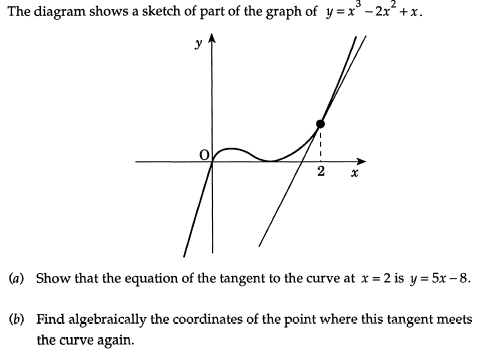 The diagram shows a sketch of part of the graph of y = x³ – 2x² + x.
y
O
2
x
(a) Show that the equation of the tangent to the curve at x = 2 is y = 5x – 8.
(b) Find algebraically the coordinates of the point where this tangent meets
the curve again.